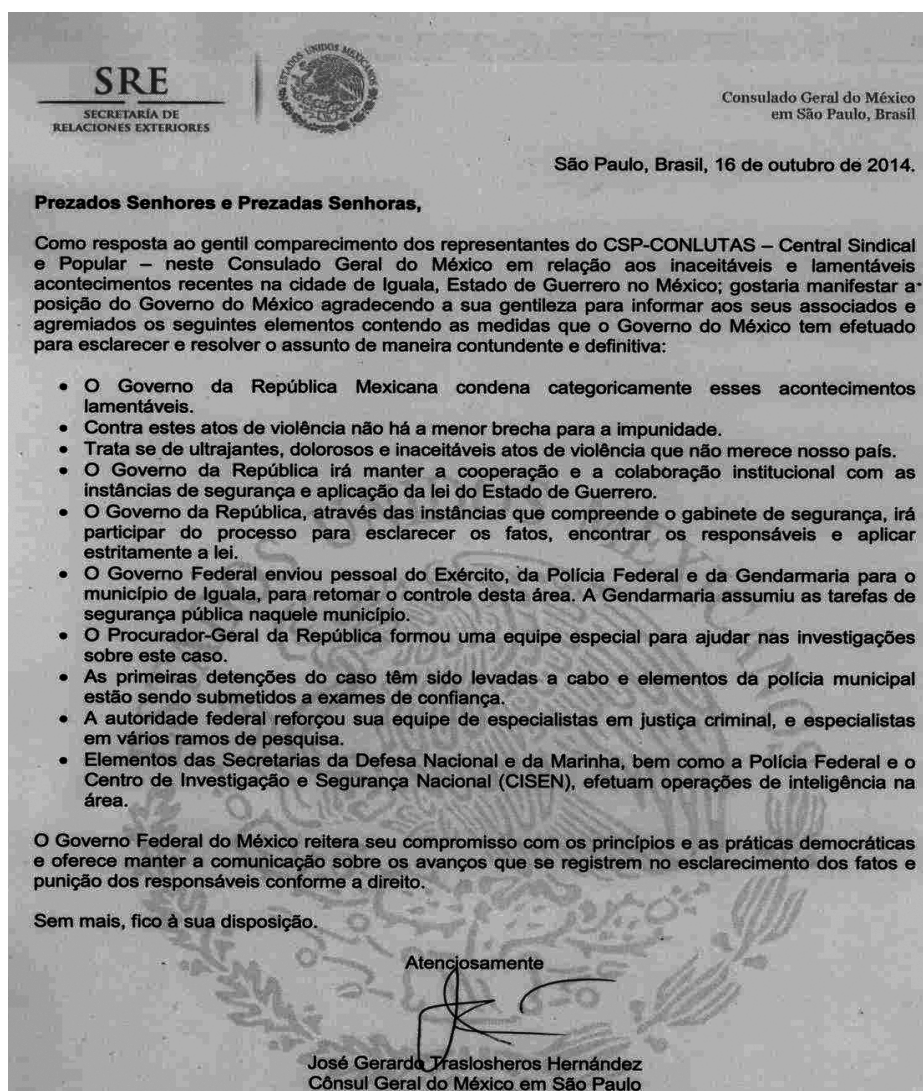 SRE
SECRETARÍA DE
RELACIONES EXTERIORES
ESTADOS UNIDOS MEXICANOS
Consulado Geral do México
em São Paulo, Brasil
São Paulo, Brasil, 16 de outubro de 2014.
Prezados Senhores e Prezadas Senhoras,
Como resposta ao gentil comparecimento dos representantes do CSP-CONLUTAS – Central Sindical
e Popular – neste Consulado Geral do México em relação aos inaceitáveis e lamentáveis
acontecimentos recentes na cidade de Iguala, Estado de Guerrero no México; gostaria manifestar a
posição do Governo do México agradecendo a sua gentileza para informar aos seus associados e
agremiados os seguintes elementos contendo as medidas que o Governo do México tem efetuado
para esclarecer e resolver o assunto de maneira contundente e definitiva:
• O Governo da República Mexicana condena categoricamente esses acontecimentos
lamentáveis.
• Contra estes atos de violência não há a menor brecha para a impunidade.
• Trata se de ultrajantes, dolorosos e inaceitáveis atos de violência que não merece nosso país.
• O Governo da República irá manter a cooperação e a colaboração institucional com as
instâncias de segurança e aplicação da lei do Estado de Guerrero.
• O Governo da República, através das instâncias que compreende o gabinete de segurança, irá
participar do processo para esclarecer os fatos, encontrar os responsáveis e aplicar
estritamente a lei.
• O Governo Federal enviou pessoal do Exército, da Polícia Federal e da Gendarmaria para o
município de Iguala, para retomar o controle desta área. A Gendarmaria assumiu as tarefas de
segurança pública naquele município.
• O Procurador-Geral da República formou uma equipe especial para ajudar nas investigações
sobre este caso.
• As primeiras detenções do caso têm sido levadas a cabo e elementos da polícia municipal
estão sendo submetidos a exames de confiança.
• A autoridade federal reforçou sua equipe de especialistas em justiça criminal, e especialistas
em vários ramos de pesquisa.
• Elementos das Secretarias da Defesa Nacional e da Marinha, bem como a Polícia Federal e o
Centro de Investigação e Segurança Nacional (CISEN), efetuam operações de inteligência na
área.
O Governo Federal do México reitera seu compromisso com os princípios e as práticas democráticas
e oferece manter a comunicação sobre os avanços que se registrem no esclarecimento dos fatos e
punição dos responsáveis conforme a direito.
Sem mais, fico à sua disposição.
Atenciosamente
José Gerardo Traslosheros Hernández
Cônsul Geral do México em São Paulo